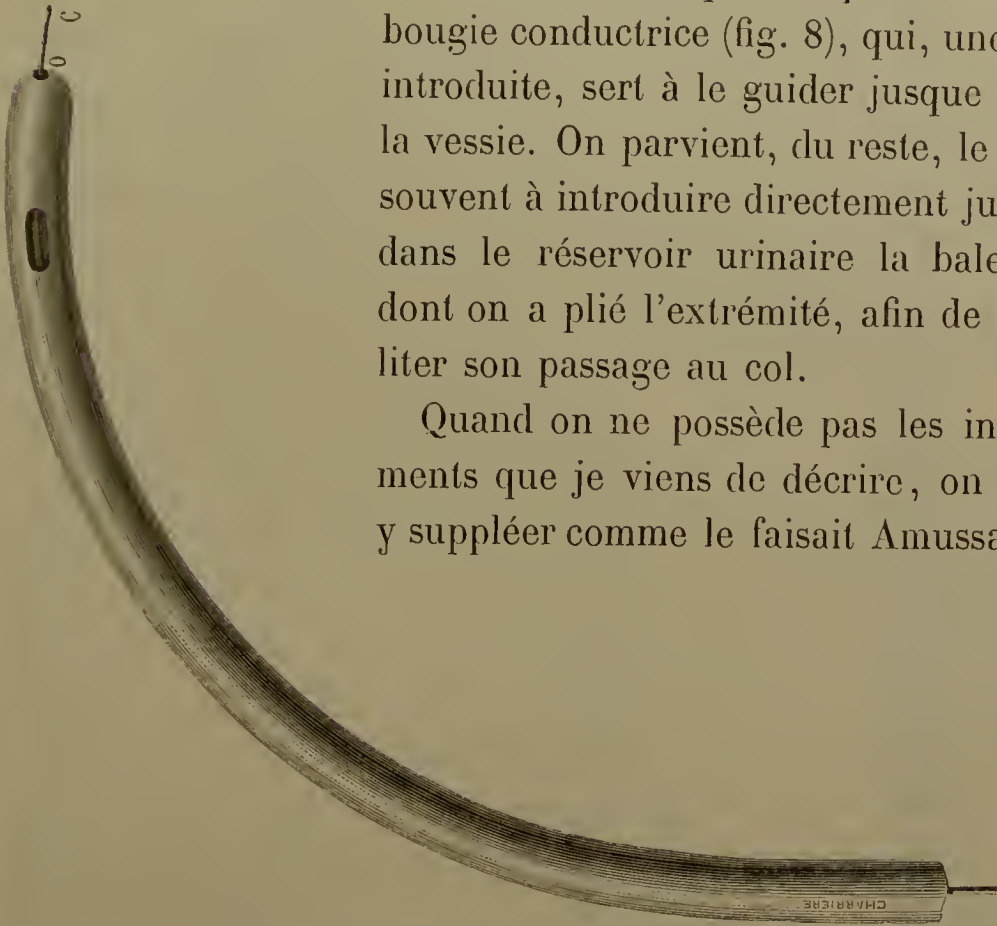 C
O
bougie conductrice (fig. 8), qui,
introduite, sert à le guider jusque
la vessie. On parvient, du reste, le
souvent à introduire directement ju
dans le réservoir urinaire la bale
dont on a plié l'extrémité, afin de
liter son passage au col.
Quand on ne possède pas les in
ments que je viens de décrire, on
y suppléer comme le faisait Amussa
CHARRIERE